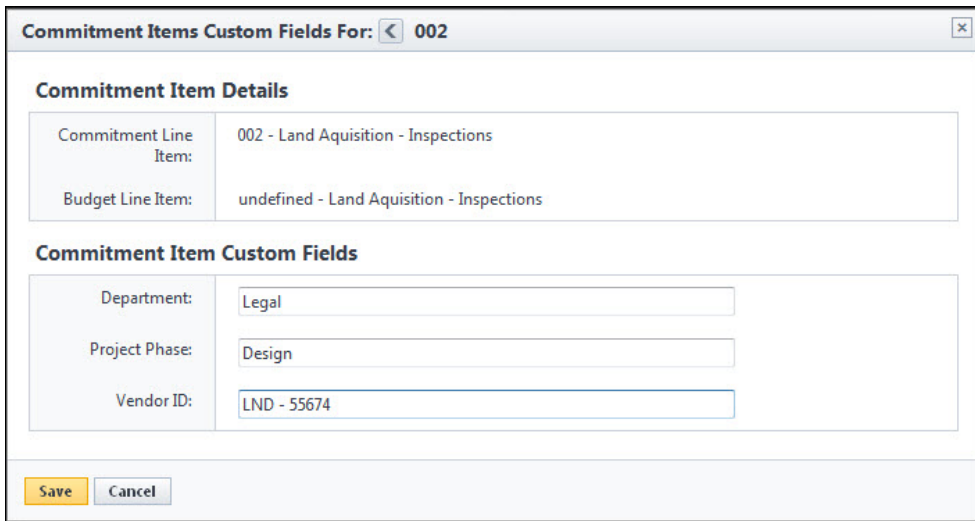 Commitment Items Custom Fields For: < 002
Commitment Item Details
Commitment Line Item: 002 - Land Aquisition - Inspections
Budget Line Item: undefined - Land Aquisition - Inspections
Commitment Item Custom Fields
Department: Legal
Project Phase: Design
Vendor ID: LND - 55674
Save Cancel